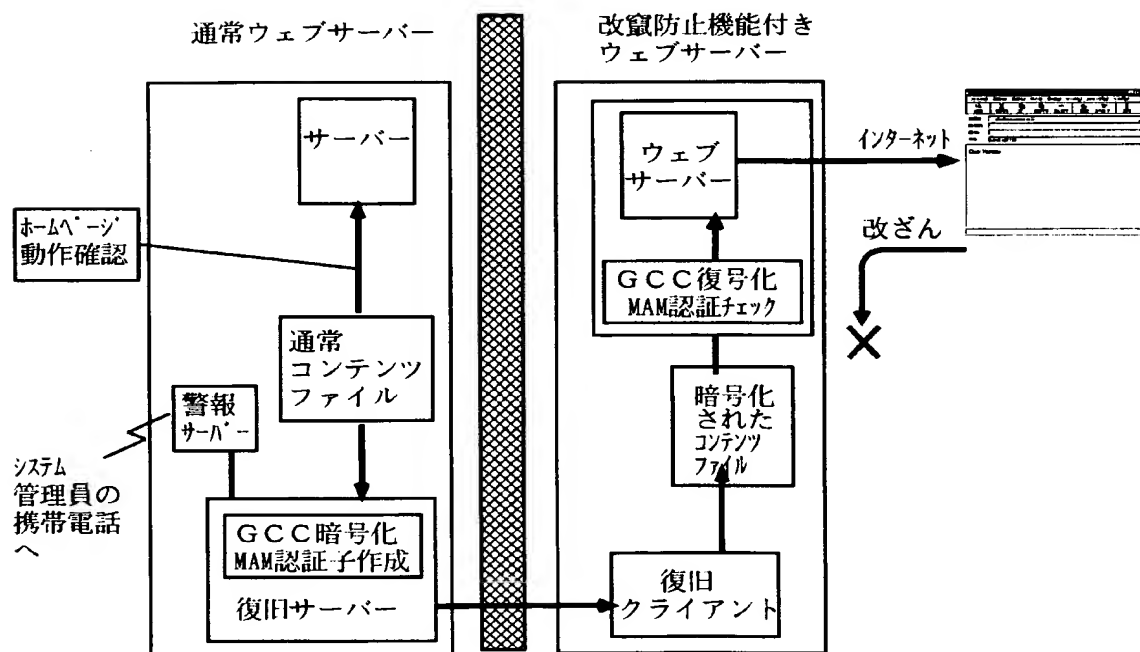 通常ウェブサーバー
改竄防止機能付き
ウェブサーバー
サーバー
ホームページ
動作確認
通常
コンテンツ
ファイル
警報
サーバー
システム
管理員の
携帯電話
へ
GCC暗号化
MAM認証子作成
復旧サーバー
ウェブ
サーバー
インターネット
改ざん
GCC復号化
MAM認証チェック
暗号化
された
コンテンツ
ファイル
復旧
クライアント